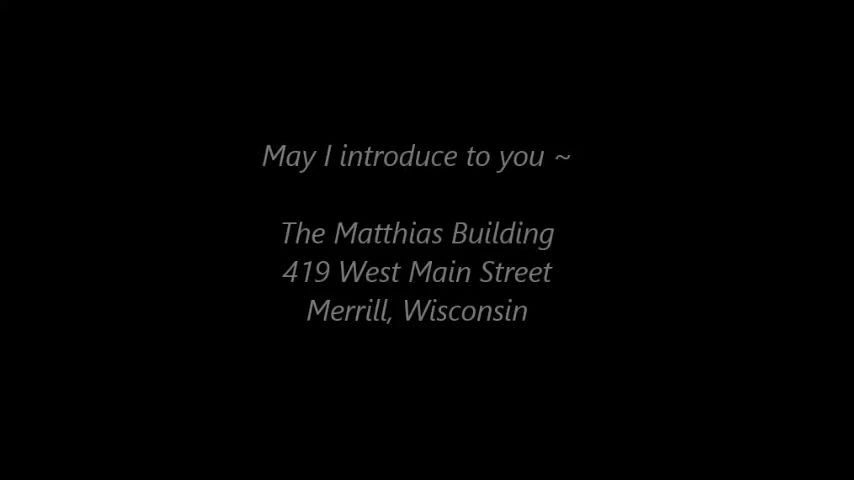 May I introduce to you ~
The Matthias Building
419 West Main Street
Merrill, Wisconsin